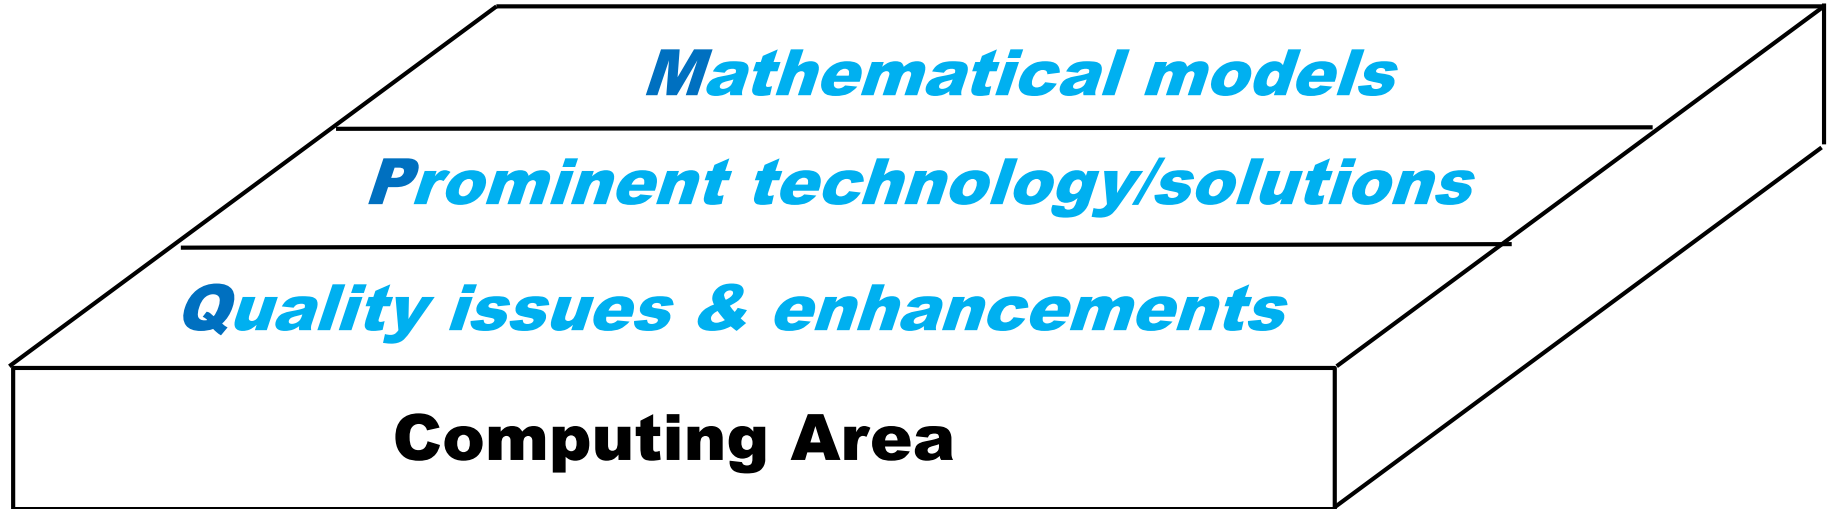 Mathematical models
Prominent technology/solutions
Quality issues & enhancements
Computing Area